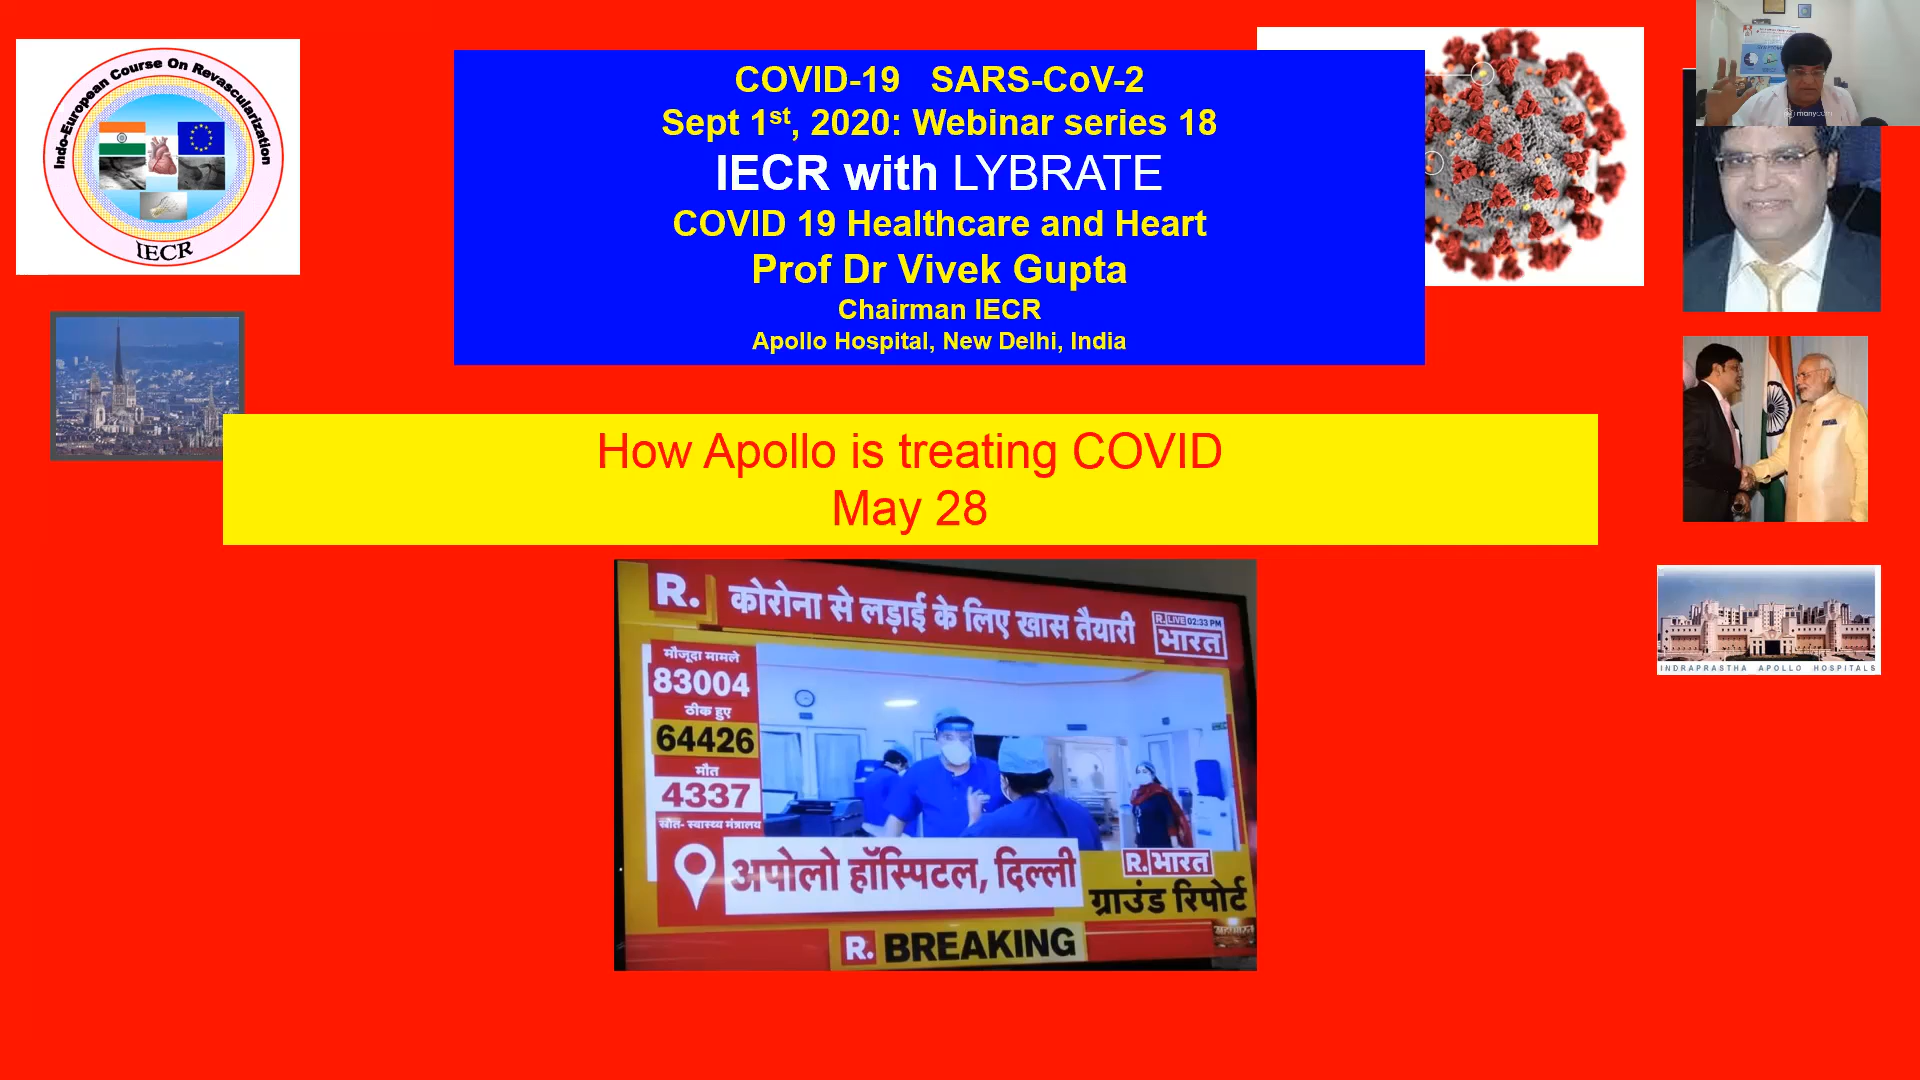 Indo-European Course On Revascularization
IECR
COVID-19 SARS-CoV-2
Sept 1st, 2020: Webinar series 18
IECR with LYBRATE
COVID 19 Healthcare and Heart
Prof Dr Vivek Gupta
Chairman IECR
Apollo Hospital, New Delhi, India
How Apollo is treating COVID
May 28
R. कोरोना से लड़ाई के लिए खास तैयारी
R. LIVE 02:33 PM
भारत
मौजूदा मामले
83004
ठीक हुए
64426
मौत
4337
स्रोत- स्वास्थ्य मंत्रालय
अपोलो हॉस्पिटल, दिल्ली
R. भारत
ग्राउंड रिपोर्ट
R. BREAKING
INDRAPRASTHA APOLLO HOSPITALS